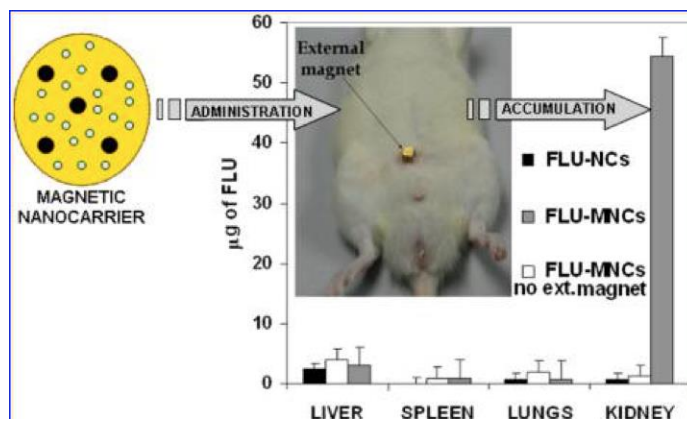 60
50
40
30
20
10
0
µg of FLU
MAGNETIC
NANOCARRIER
ADMINISTRATION
External
magnet
ACCUMULATION
FLU-NCs
FLU-MNCs
FLU-MNCs
no ext.magnet
LIVER SPLEEN LUNGS KIDNEY